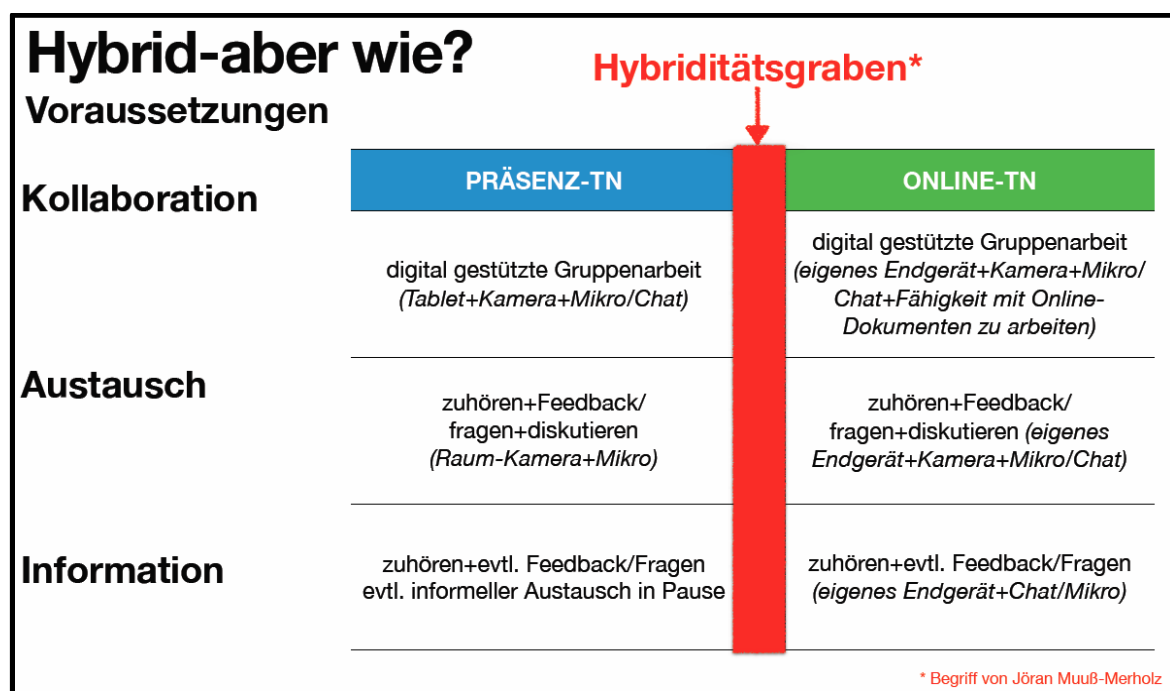 Hybrid-aber wie?
Hybriditätsgraben*
Voraussetzungen
PRÄSENZ-TN
ONLINE-TN
Kollaboration
digital gestützte Gruppenarbeit
(Tablet+Kamera+Mikro/Chat)
digital gestützte Gruppenarbeit
(eigenes Endgerät+Kamera+Mikro/
Chat+Fähigkeit mit Online-
Dokumenten zu arbeiten)
Austausch
zuhören+Feedback/
fragen+diskutieren
(Raum-Kamera+Mikro)
zuhören+Feedback/
fragen+diskutieren (eigenes
Endgerät+Kamera+Mikro/Chat)
Information
zuhören+evtl. Feedback/Fragen
evtl. informeller Austausch in Pause
zuhören+evtl. Feedback/Fragen
(eigenes Endgerät+Chat/Mikro)
* Begriff von Jöran Muuß-Merholz